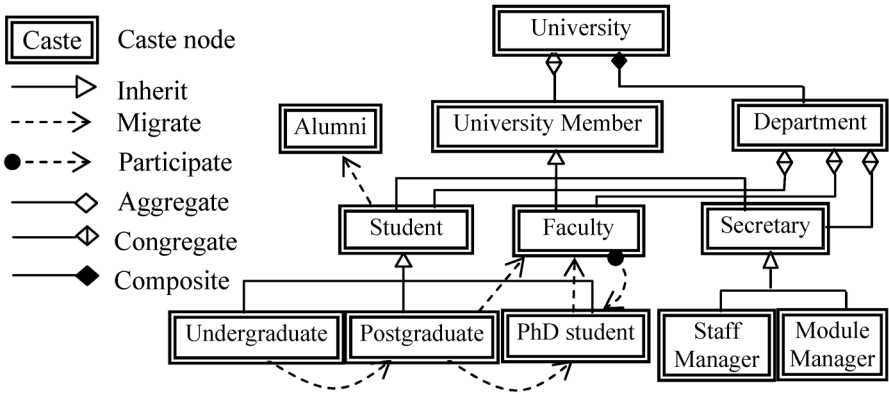 Caste
Caste node
Inherit
Migrate
Participate
Aggregate
Congregate
Composite
University
Alumni
University Member
Department
Student
Faculty
Secretary
Undergraduate
Postgraduate
PhD student
Staff
Manager
Module
Manager